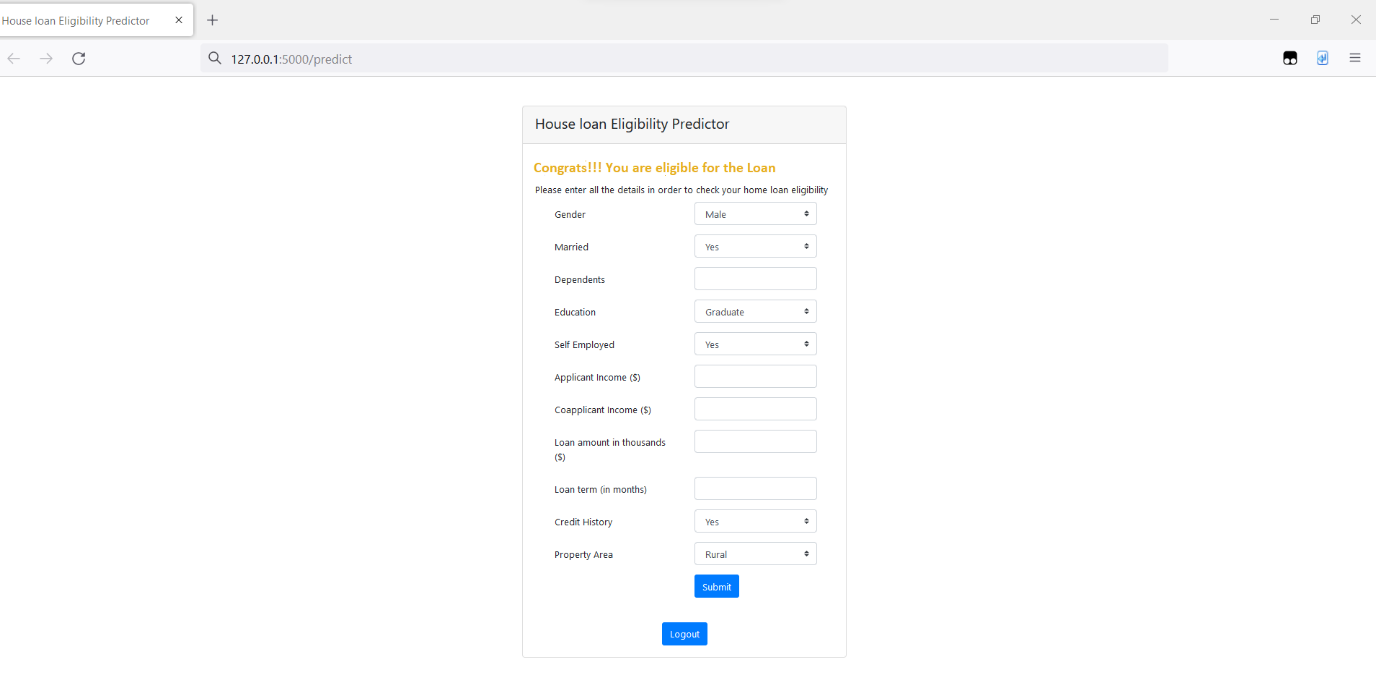 House loan Eligibility Predictor
127.0.0.1:5000/predict
House loan Eligibility Predictor
Congrats!!! You are eligible for the Loan
Please enter all the details in order to check your home loan eligibility
Gender Male
Married Yes
Dependents
Education Graduate
Self Employed Yes
Applicant Income ($)
Coapplicant Income ($)
Loan amount in thousands
($)
Loan term (in months)
Credit History Yes
Property Area Rural
Submit
Logout